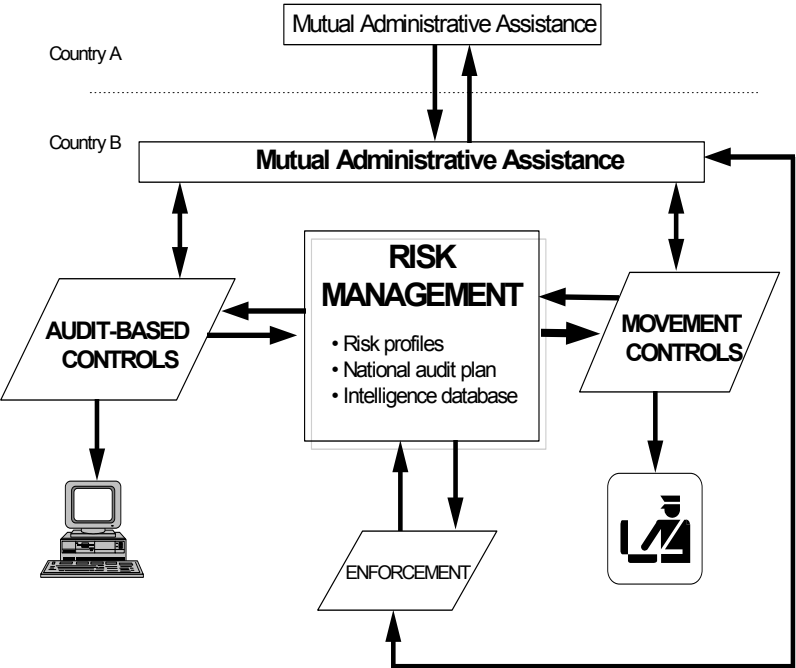 Mutual Administrative Assistance
Country A
Country B
Mutual Administrative Assistance
RISK
MANAGEMENT
• Risk profiles
• National audit plan
• Intelligence database
AUDIT-BASED
CONTROLS
MOVEMENT
CONTROLS
ENFORCEMENT